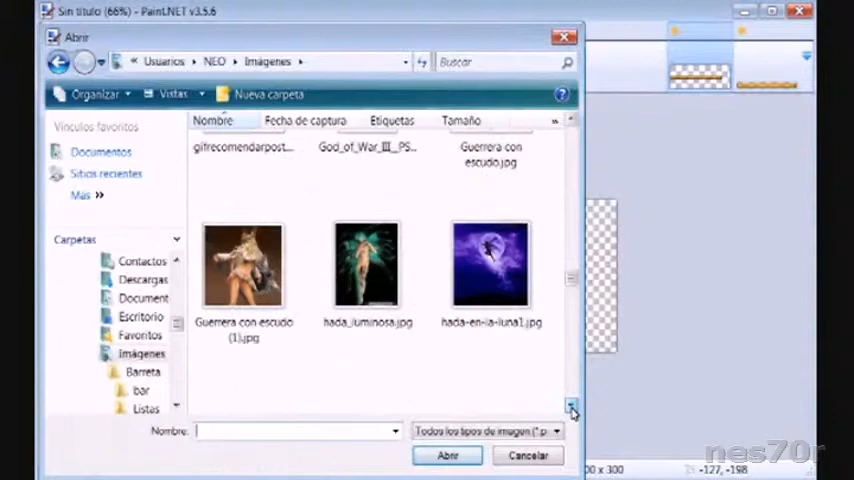 Sin título (66%) - Paint.NET v3.5.6
Abrir
« Usuarios ▸ NEO ▸ Imágenes ▸
Buscar
Organizar
Vistas
Nueva carpeta
Vínculos favoritos
Nombre Fecha de captura Etiquetas Tamaño »
Documentos
Sitios recientes
Más »
gifrecomendarpost...
God_of_War_III__PS...
Guerrera con
escudo.jpg
Carpetas
Contactos
Descargas
Document
Escritorio
Favoritos
Imágenes
Barreta
bar
Listas
Guerrera con escudo
(1).jpg
hada_luminosa.jpg
hada-en-la-luna1.jpg
Nombre:
Todos los tipos de imagen (*.p
Abrir
Cancelar
00 x 300
-127, -198
nes70r